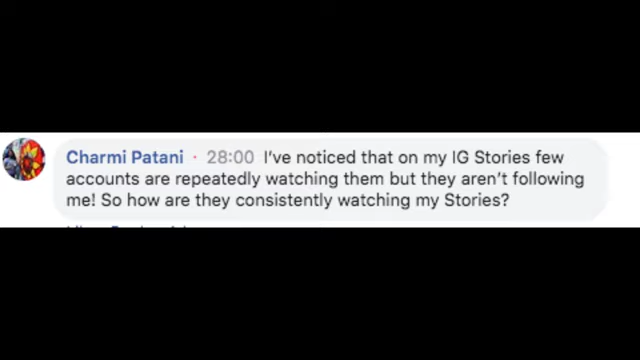 Charmi Patani · 28:00 I've noticed that on my IG Stories few
accounts are repeatedly watching them but they aren't following
me! So how are they consistently watching my Stories?